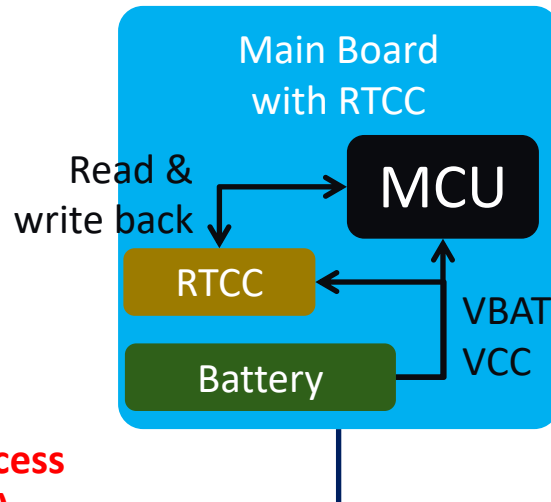 Main Board
with RTCC
Read &
write back
MCU
RTCC
VBAT
VCC
Battery